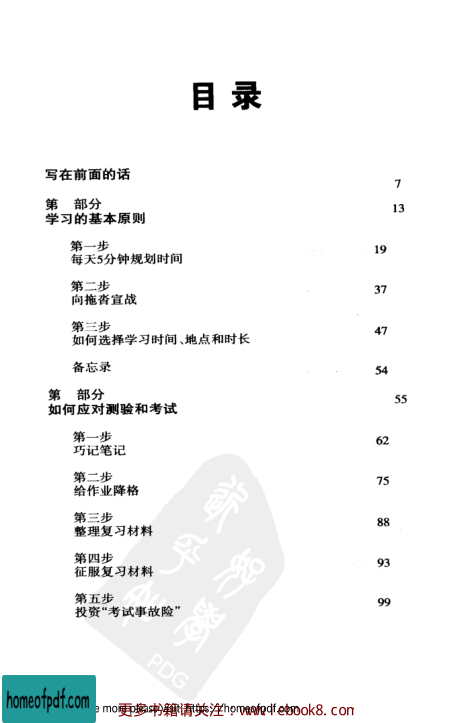 目录
写在前面的话 7
第 部分 13
学习的基本原则
第一步 19
每天5分钟规划时间
第二步 37
向拖沓宣战
第三步 47
如何选择学习时间、地点和时长
备忘录 54
第 部分 55
如何应对测验和考试
第一步 62
巧记笔记
第二步 75
给作业降格
第三步 88
整理复习材料
第四步 93
征服复习材料
第五步 99
投资“考试事故险”
PDG
homeofpdf.com
更多书籍请关注：www.rebook8.com